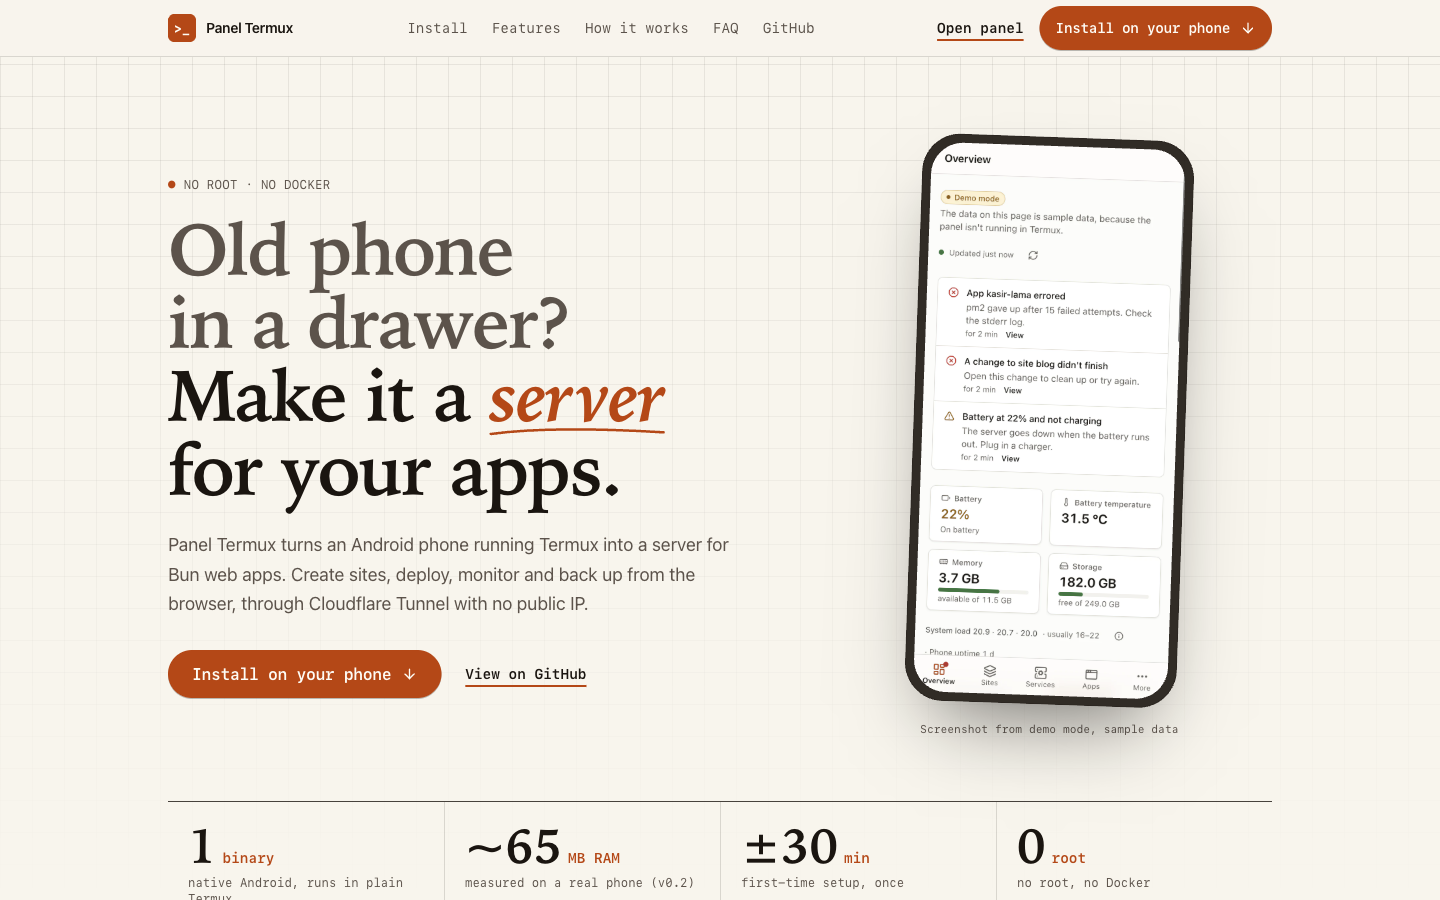 >_ Panel Termux
Install Features How it works FAQ GitHub
Open panel
Install on your phone ↓
NO ROOT · NO DOCKER
Old phone
in a drawer?
Make it a server
for your apps.
Panel Termux turns an Android phone running Termux into a server for
Bun web apps. Create sites, deploy, monitor and back up from the
browser, through Cloudflare Tunnel with no public IP.
Install on your phone ↓
View on GitHub
Overview
Demo mode
The data on this page is sample data, because the
panel isn't running in Termux.
Updated just now
App kasir-lama errored
pm2 gave up after 15 failed attempts. Check
the stderr log.
for 2 min View
A change to site blog didn't finish
Open this change to clean up or try again.
for 2 min View
Battery at 22% and not charging
The server goes down when the battery runs
out. Plug in a charger.
for 2 min View
Battery
22%
On battery
Battery temperature
31.5 °C
Memory
3.7 GB
available of 11.5 GB
Storage
182.0 GB
free of 249.0 GB
System load 20.9 · 20.7 · 20.0 · usually 16–22
· Phone uptime 1 d
Overview Sites Services Apps More
Screenshot from demo mode, sample data
1 binary
native Android, runs in plain
Termux
~65 MB RAM
measured on a real phone (v0.2)
±30 min
first-time setup, once
0 root
no root, no Docker